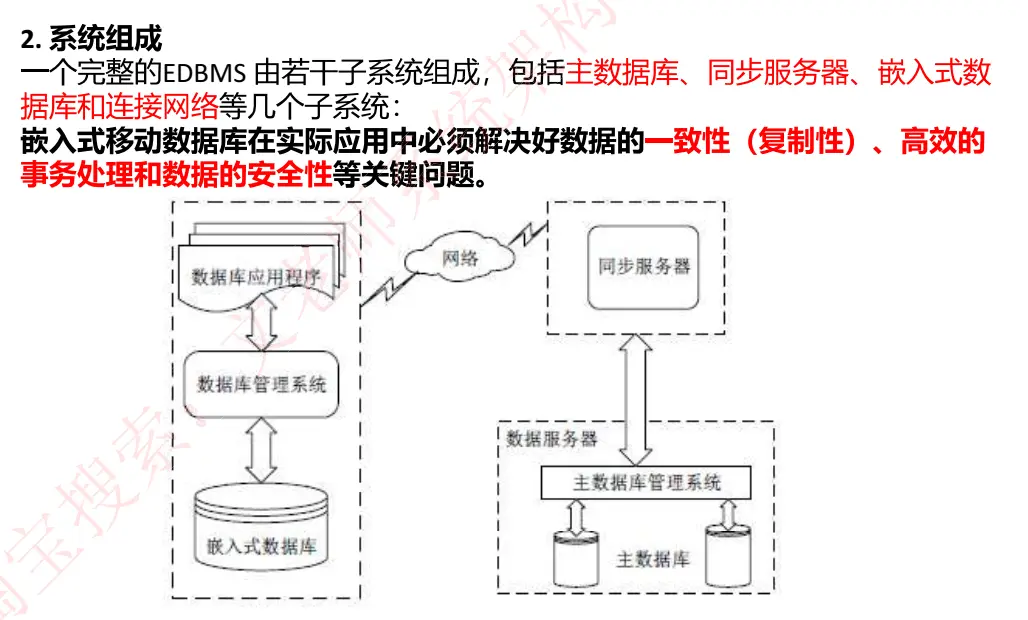 2. 系统组成
一个完整的EDBMS 由若干子系统组成，包括主数据库、同步服务器、嵌入式数
据库和连接网络等几个子系统：
嵌入式移动数据库在实际应用中必须解决好数据的一致性（复制性）、高效的
事务处理和数据的安全性等关键问题。
数据库应用程序
网络
同步服务器
数据库管理系统
数据服务器
主数据库管理系统
嵌入式数据库
主数据库
淘宝搜索：文老师系统架构